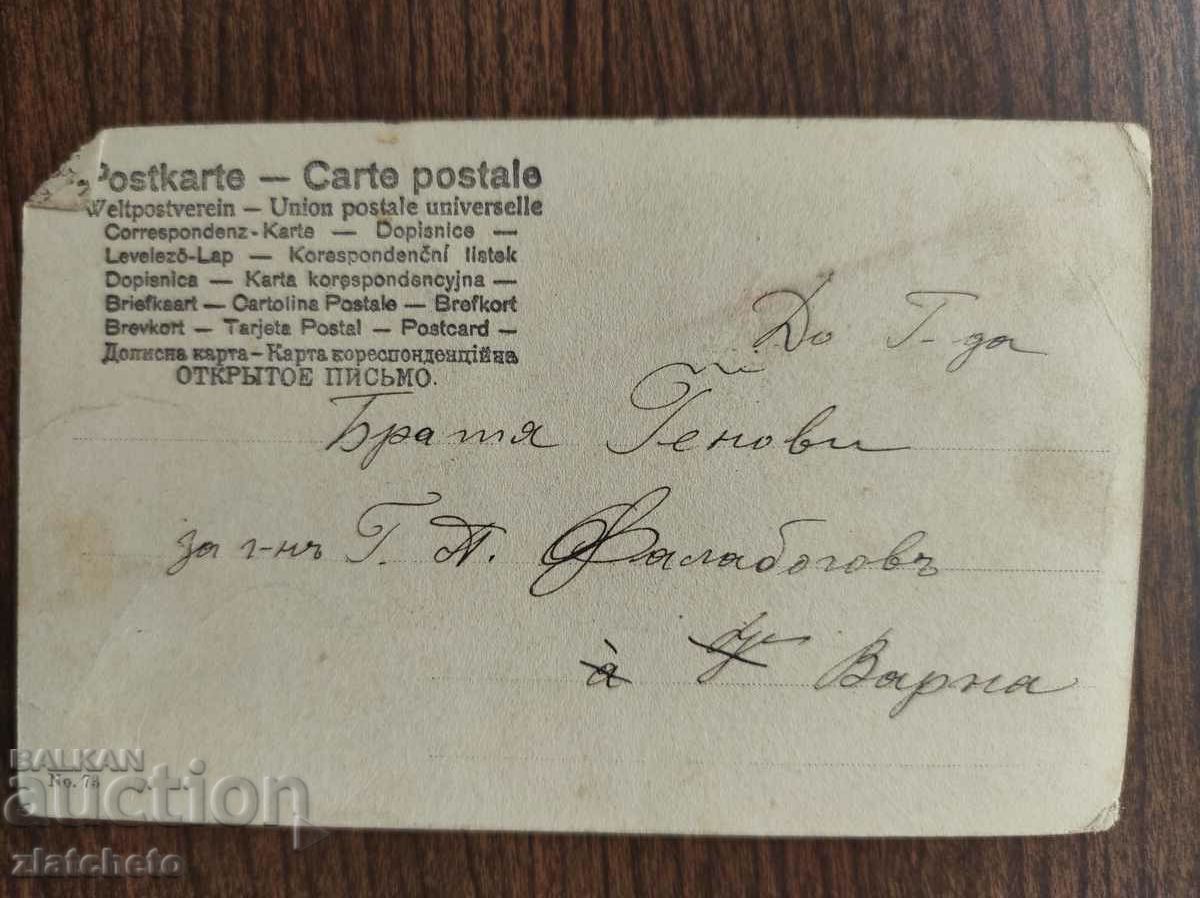 Postkarte — Carte postale
Weltpostverein — Union postale universelle
Correspondenz-Karte — Dopisnice —
Levelező-Lap — Korespondenční lístek
Dopisnica — Karta korespondencyjna —
Briefkaart — Cartolina Postale — Brefkort
Brevkort — Tarjeta Postal — Postcard —
Дописна карта — Карта кореспонденційна
ОТКРЫТОЕ ПИСЬМО.
До Г-да
Братя Генови
за г-нъ Г. П. Фалабоговъ
à Варна
No. 78
BALKAN
auction
zlatcheto